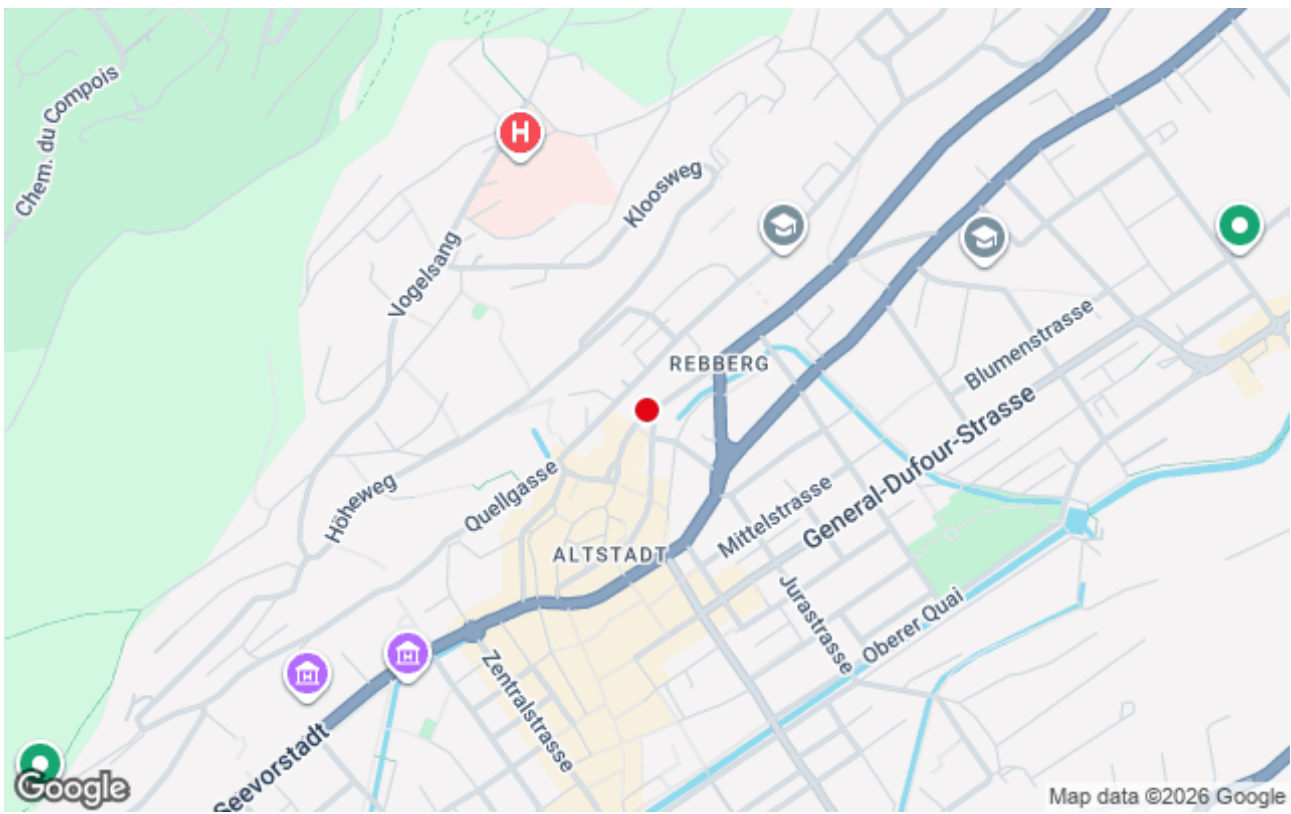 Chem. du Compois
H
Kloosweg
Vogelsang
REBBERG
Blumenstrasse
General-Dufour-Strasse
Höheweg
Quellgasse
Mittelstrasse
ALTSTADT
Jurastrasse
Oberer Quai
H
H
Zentralstrasse
Seevorstadt
Google
Map data ©2026 Google